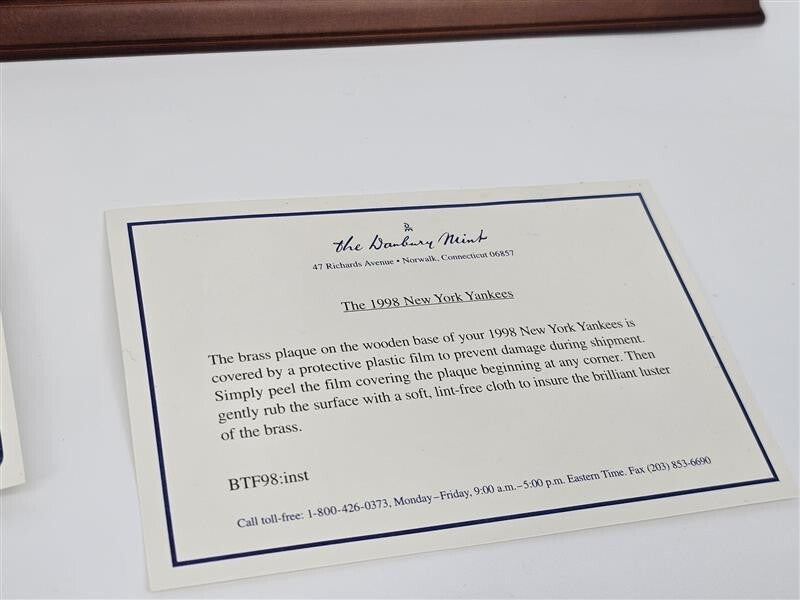 the Danbury Mint
47 Richards Avenue • Norwalk, Connecticut 06857
The 1998 New York Yankees
The brass plaque on the wooden base of your 1998 New York Yankees is
covered by a protective plastic film to prevent damage during shipment.
Simply peel the film covering the plaque beginning at any corner. Then
gently rub the surface with a soft, lint-free cloth to insure the brilliant luster
of the brass.
BTF98:inst
Call toll-free: 1-800-426-0373, Monday–Friday, 9:00 a.m.–5:00 p.m. Eastern Time. Fax (203) 853-6690